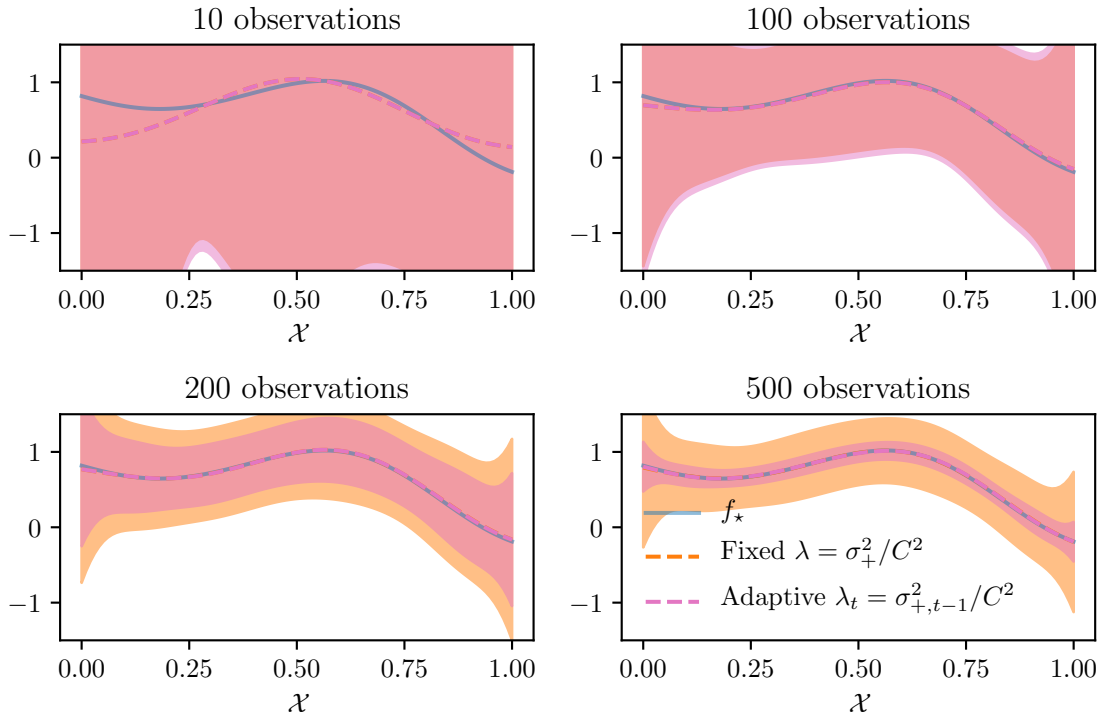 10 observations
100 observations
1
0
−1
0.00 0.25 0.50 0.75 1.00
𝒳
1
0
−1
0.00 0.25 0.50 0.75 1.00
𝒳
200 observations
500 observations
1
0
−1
0.00 0.25 0.50 0.75 1.00
𝒳
1
0
−1
f⋆
Fixed λ = σ²₊/C²
Adaptive λₜ = σ²₊,ₜ₋₁/C²
0.00 0.25 0.50 0.75 1.00
𝒳